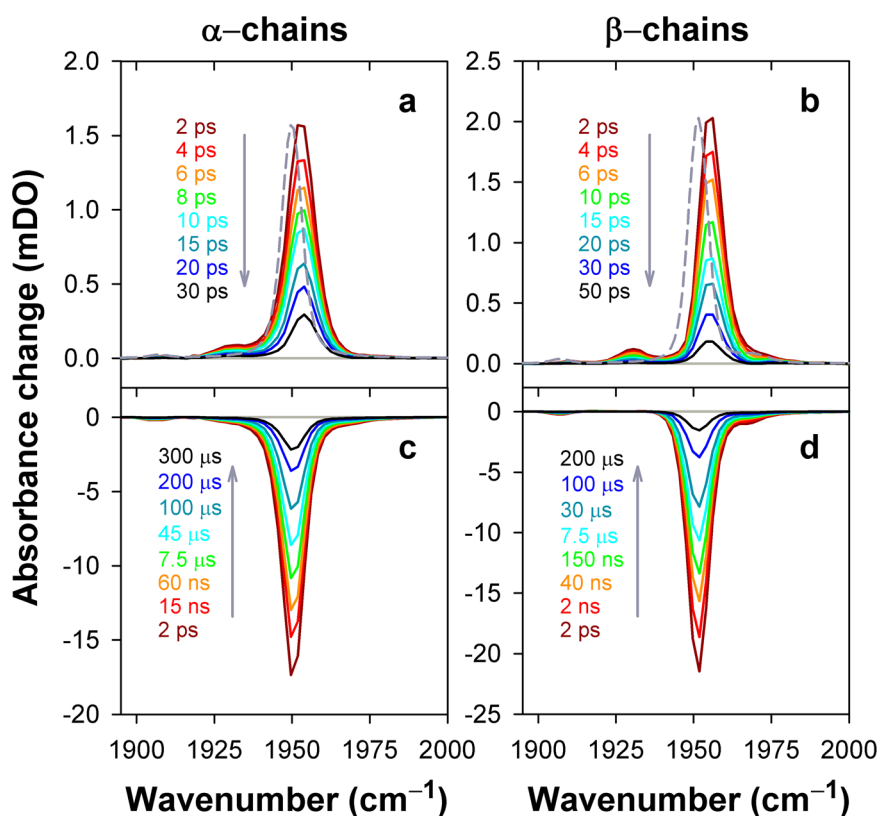 α–chains
β–chains
Absorbance change (mDO)
2.0
1.5
1.0
0.5
0.0
a
2 ps
4 ps
6 ps
8 ps
10 ps
15 ps
20 ps
30 ps
2.5
2.0
1.5
1.0
0.5
0.0
b
2 ps
4 ps
6 ps
10 ps
15 ps
20 ps
30 ps
50 ps
0
-5
-10
-15
-20
c
300 μs
200 μs
100 μs
45 μs
7.5 μs
60 ns
15 ns
2 ps
0
-5
-10
-15
-20
-25
d
200 μs
100 μs
30 μs
7.5 μs
150 ns
40 ns
2 ns
2 ps
1900 1925 1950 1975 2000
1900 1925 1950 1975 2000
Wavenumber (cm⁻¹)
Wavenumber (cm⁻¹)